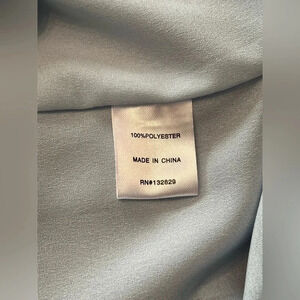 100%POLYESTER
MADE IN CHINA
RN#132629